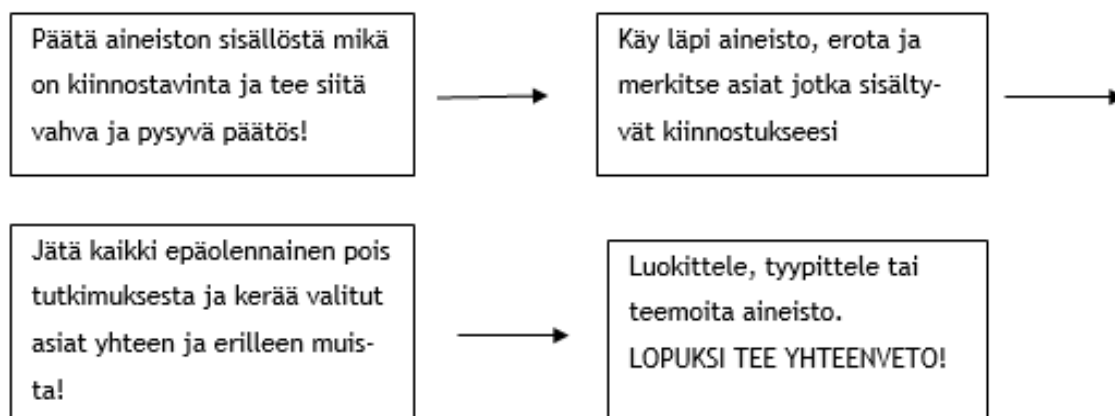 Päätä aineiston sisällöstä mikä
on kiinnostavinta ja tee siitä
vahva ja pysyvä päätös!
Käy läpi aineisto, erota ja
merkitse asiat jotka sisälty-
vät kiinnostukseesi
Jätä kaikki epäolennainen pois
tutkimuksesta ja kerää valitut
asiat yhteen ja erilleen muis-
ta!
Luokittele, tyypittele tai
teemoita aineisto.
LOPUKSI TEE YHTEENVETO!